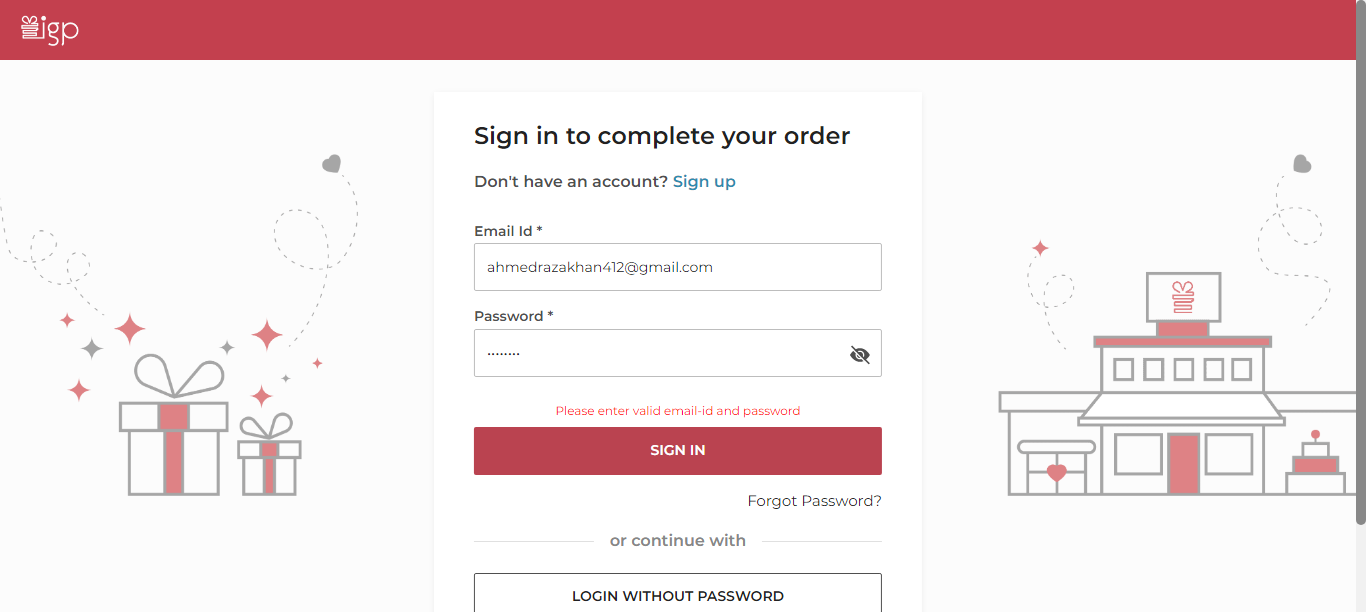 igp
Sign in to complete your order
Don't have an account? Sign up
Email Id *
ahmedrazakhan412@gmail.com
Password *
········
Please enter valid email-id and password
SIGN IN
Forgot Password?
or continue with
LOGIN WITHOUT PASSWORD